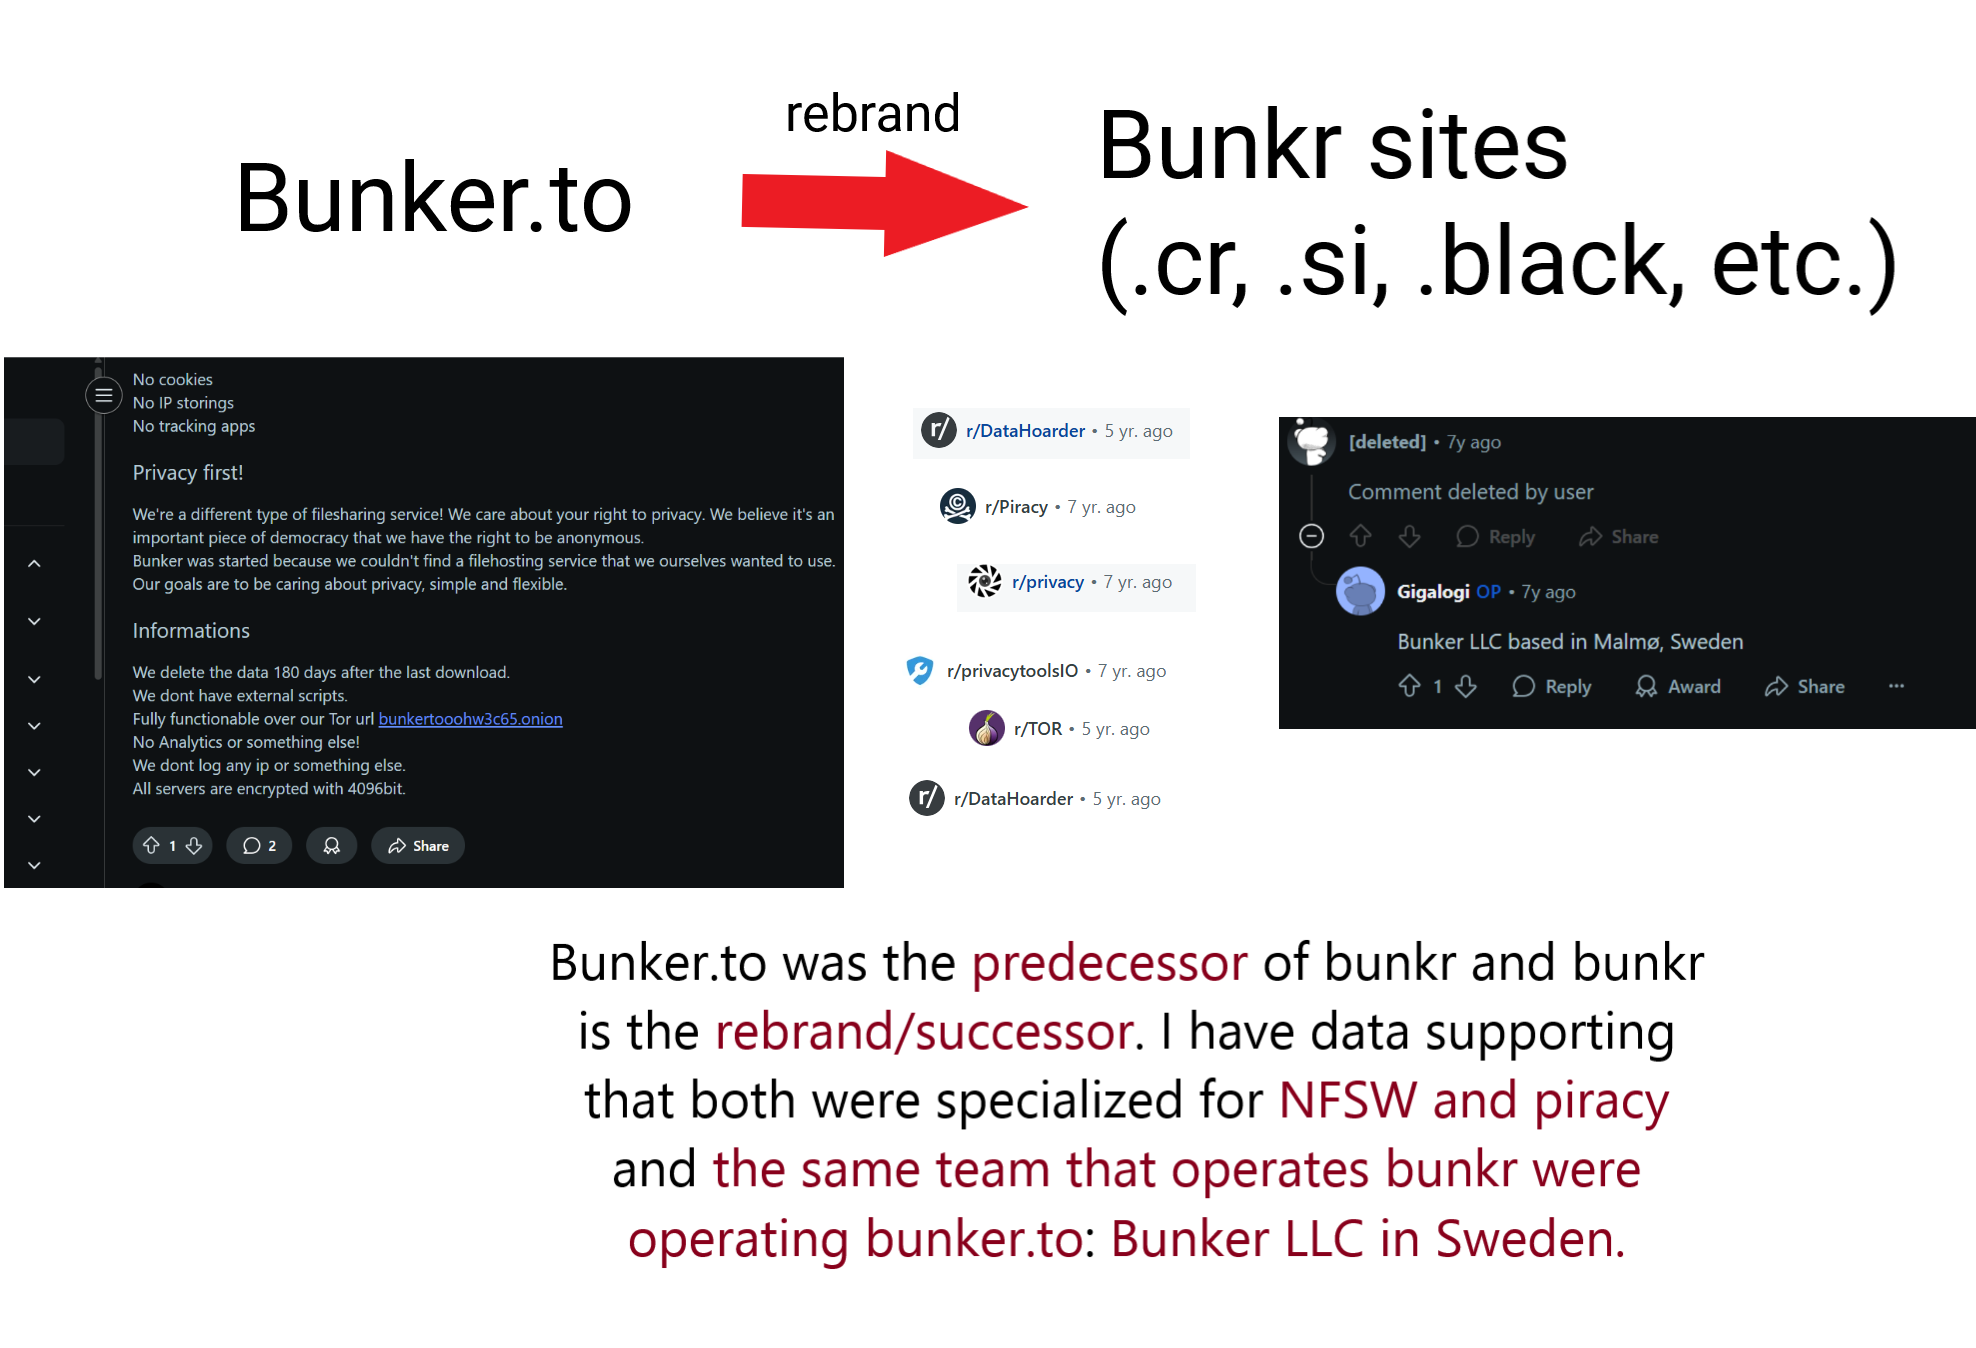 rebrand
Bunker.to
Bunkr sites
(.cr, .si, .black, etc.)
No cookies
No IP storings
No tracking apps
Privacy first!
We're a different type of filesharing service! We care about your right to privacy. We believe it's an
important piece of democracy that we have the right to be anonymous.
Bunker was started because we couldn't find a filehosting service that we ourselves wanted to use.
Our goals are to be caring about privacy, simple and flexible.
Informations
We delete the data 180 days after the last download.
We dont have external scripts.
Fully functionable over our Tor url bunkertooohw3c65.onion
No Analytics or something else!
We dont log any ip or something else.
All servers are encrypted with 4096bit.
1
2
Share
r/ r/DataHoarder • 5 yr. ago
r/Piracy • 7 yr. ago
r/privacy • 7 yr. ago
r/privacytoolsIO • 7 yr. ago
r/TOR • 5 yr. ago
r/ r/DataHoarder • 5 yr. ago
[deleted] • 7y ago
Comment deleted by user
Reply Share
Gigalogi OP • 7y ago
Bunker LLC based in Malmø, Sweden
1 Reply Award Share ...
Bunker.to was the predecessor of bunkr and bunkr
is the rebrand/successor. I have data supporting
that both were specialized for NFSW and piracy
and the same team that operates bunkr were
operating bunker.to: Bunker LLC in Sweden.